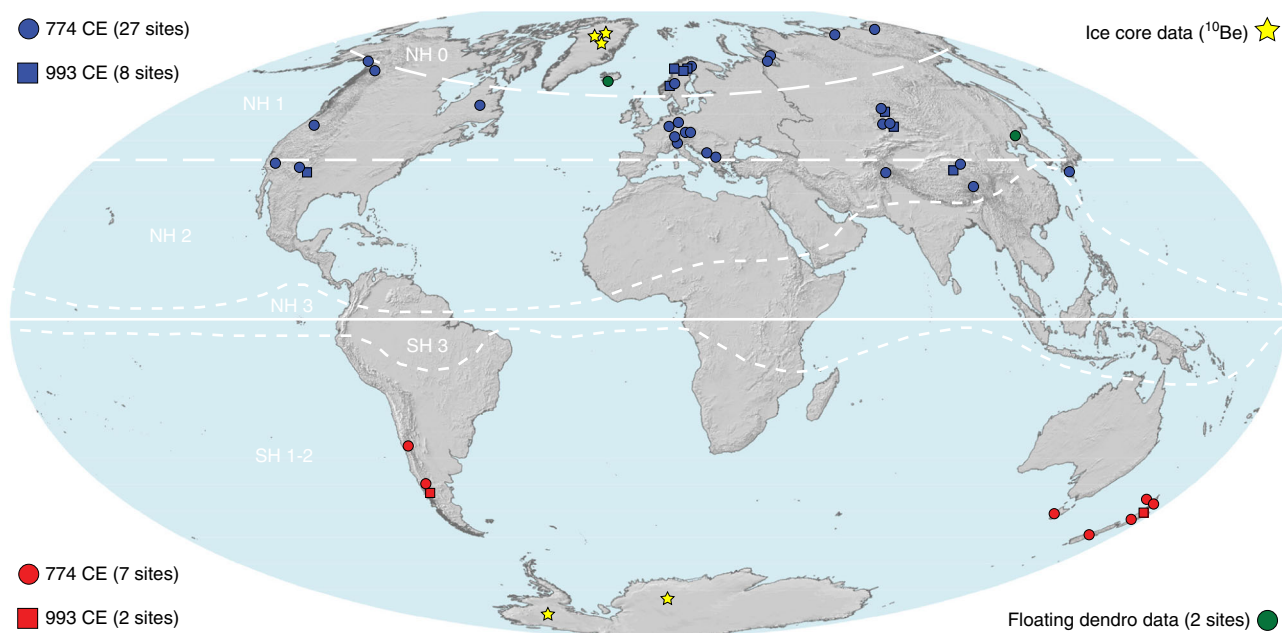 774 CE (27 sites)
993 CE (8 sites)
Ice core data (¹⁰Be)
NH 0
NH 1
NH 2
NH 3
SH 3
SH 1-2
774 CE (7 sites)
993 CE (2 sites)
Floating dendro data (2 sites)